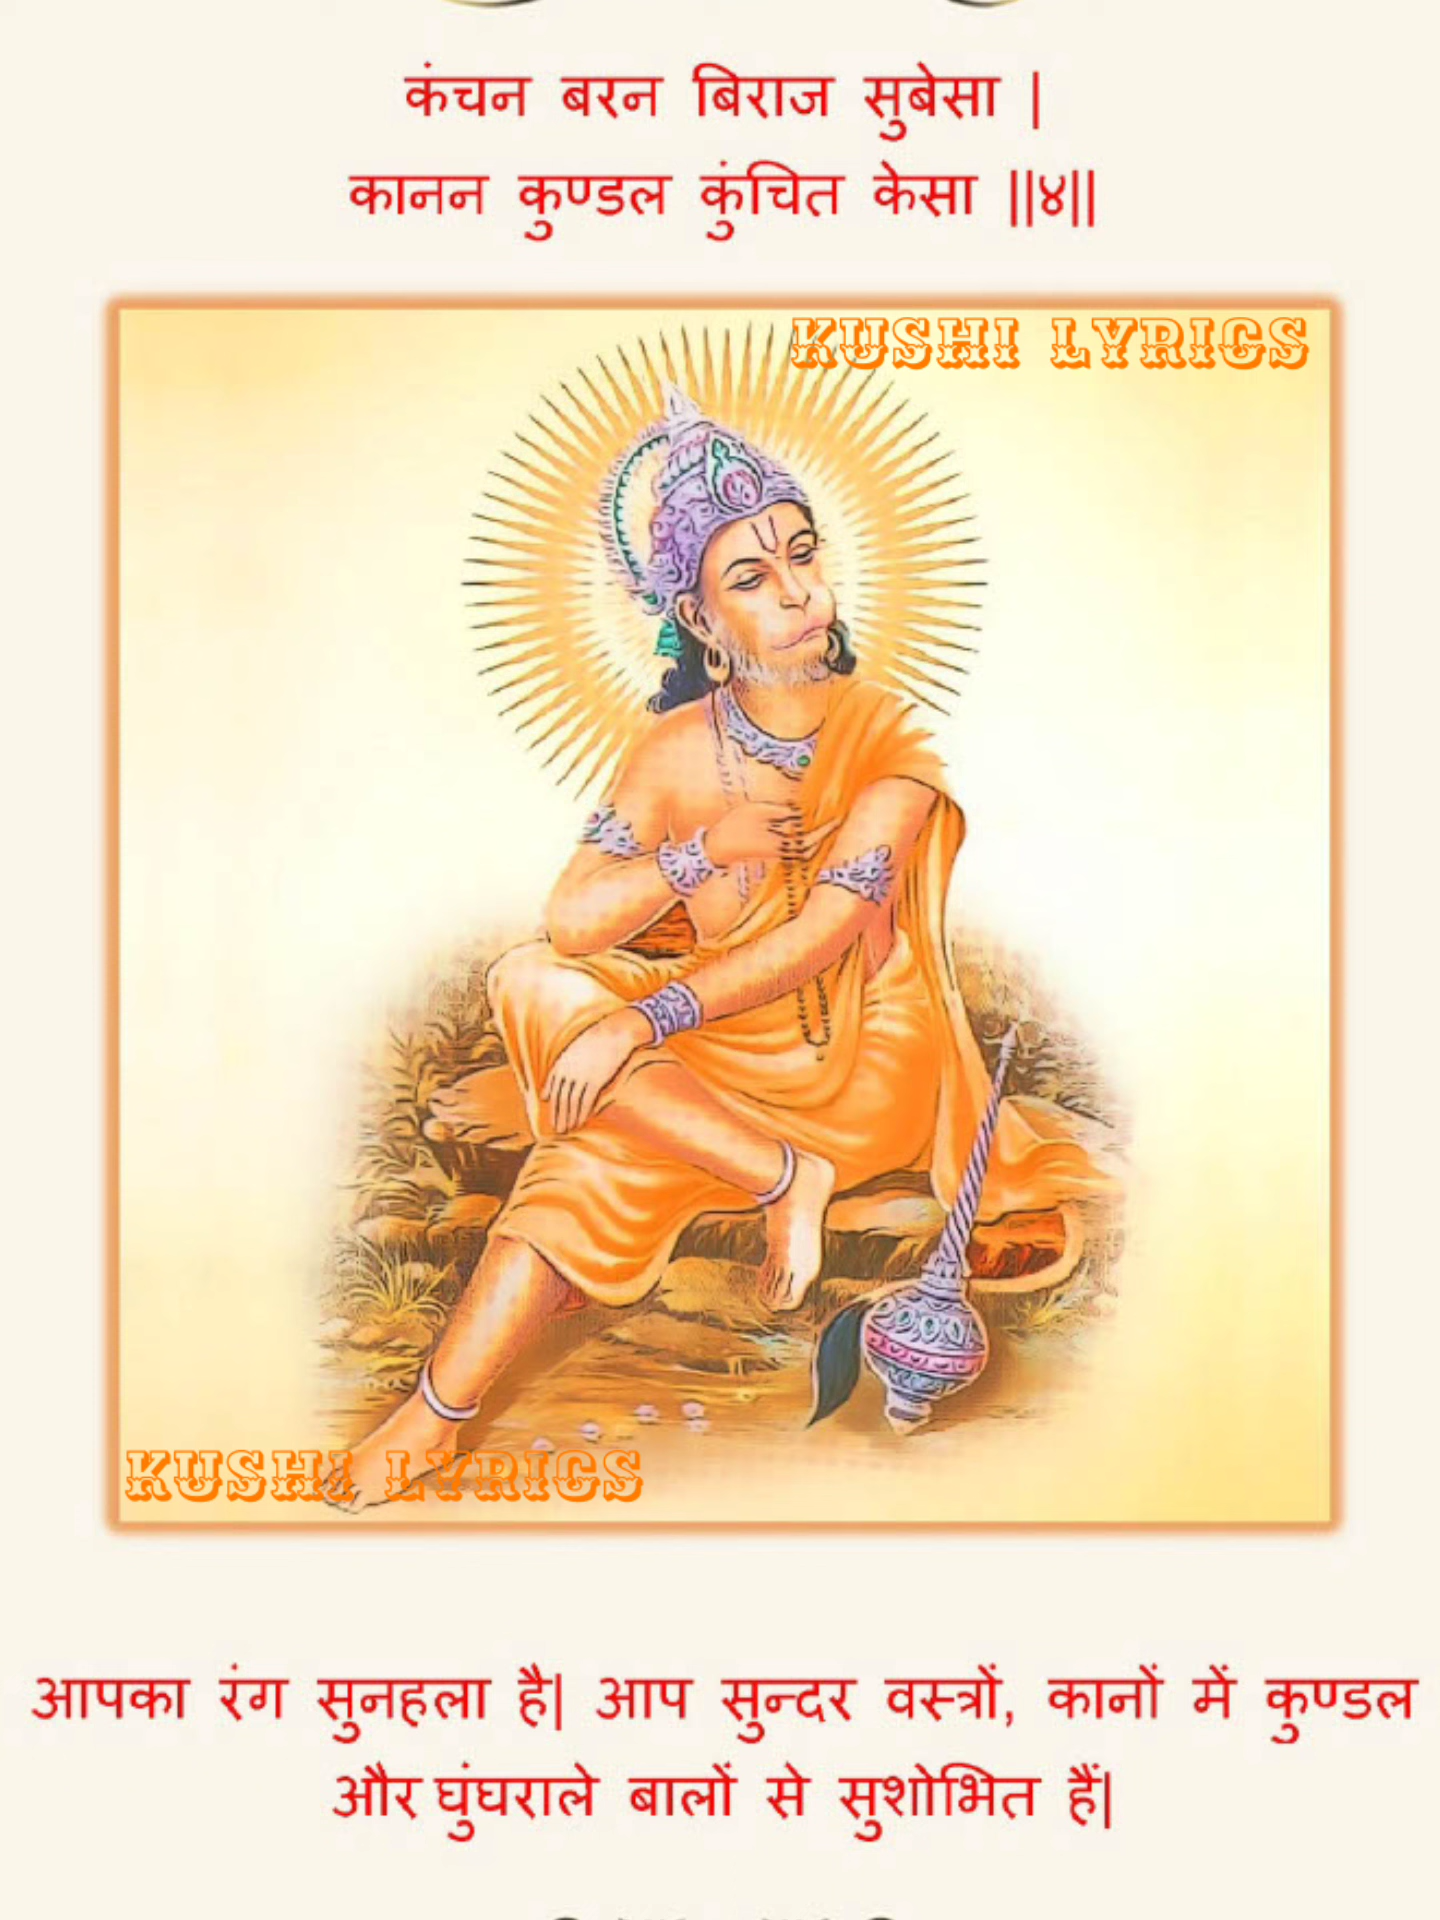 कंचन बरन बिराज सुबेसा |
कानन कुण्डल कुंचित केसा ||४||
KUSHI LYRICS
KUSHI LYRICS
आपका रंग सुनहला है| आप सुन्दर वस्त्रों, कानों में कुण्डल
और घुंघराले बालों से सुशोभित हैं|